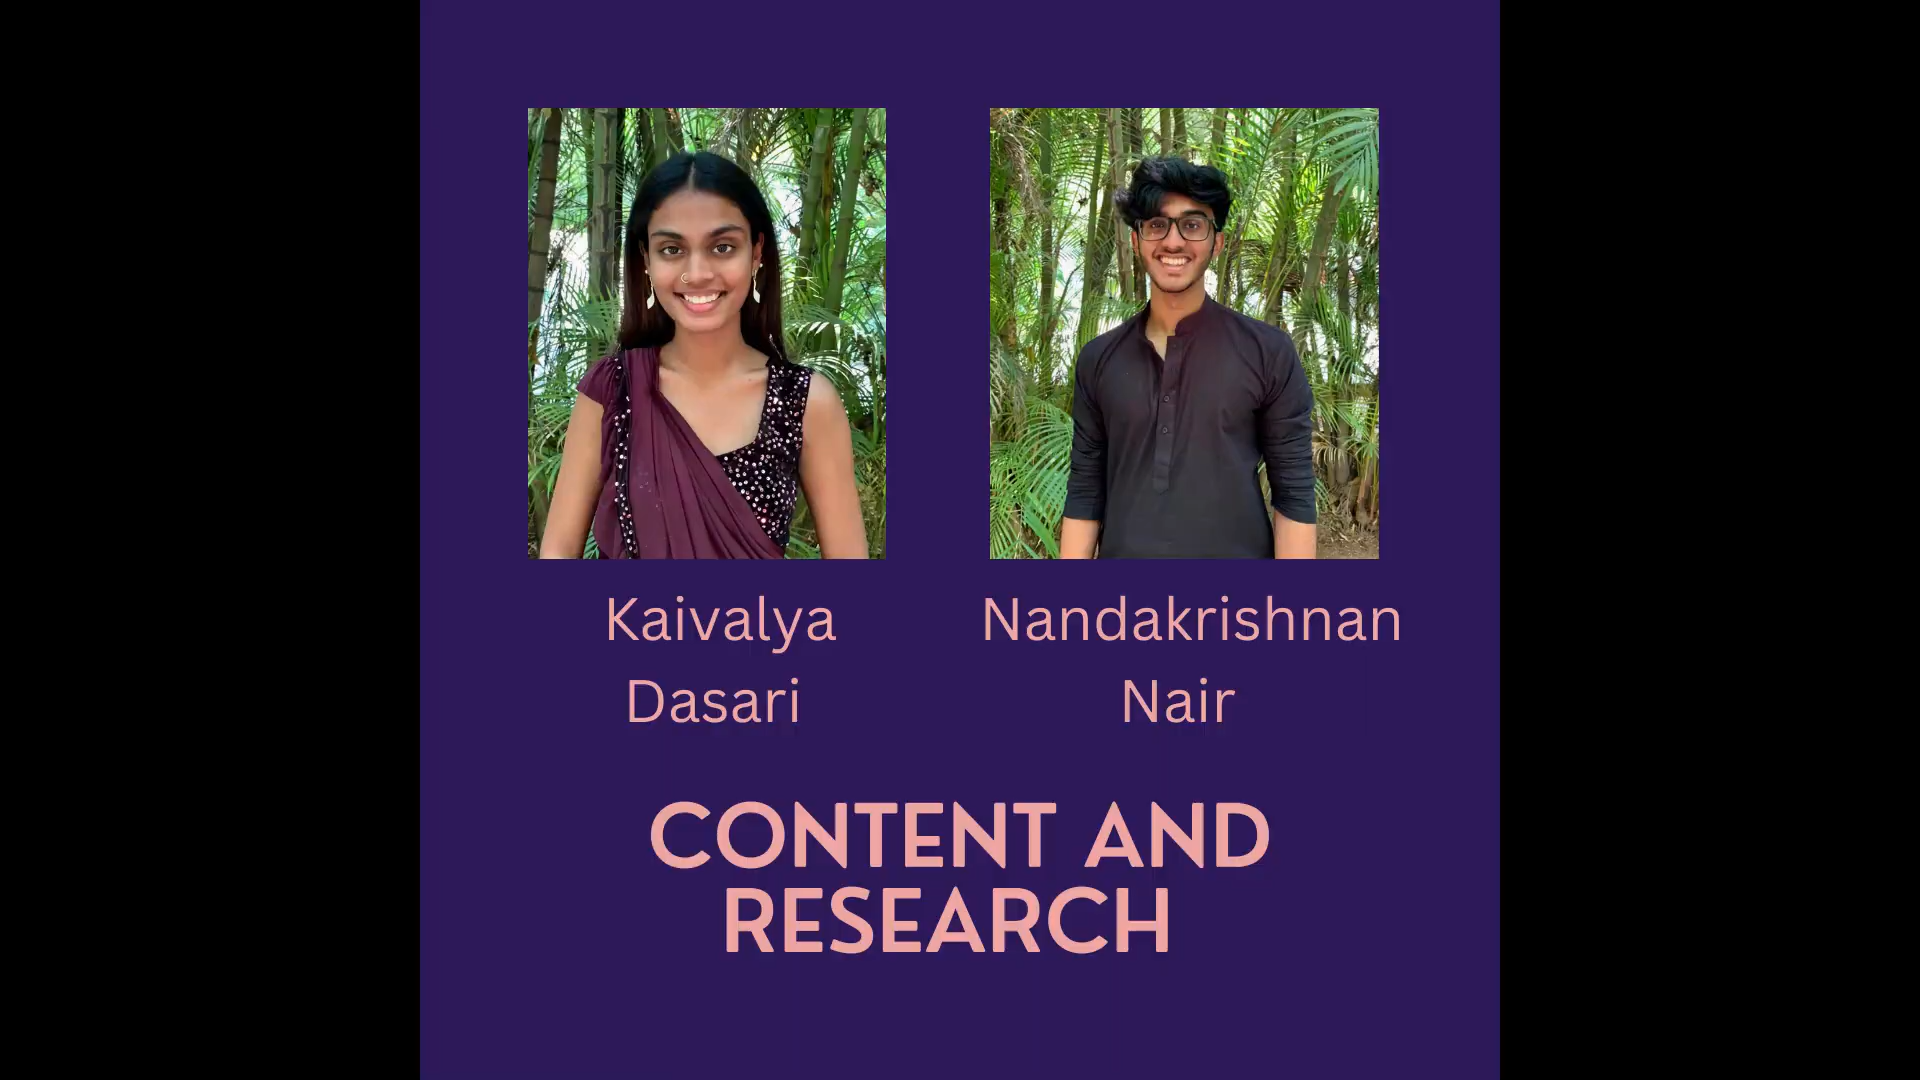 Kaivalya
Dasari
Nandakrishnan
Nair
CONTENT AND
RESEARCH